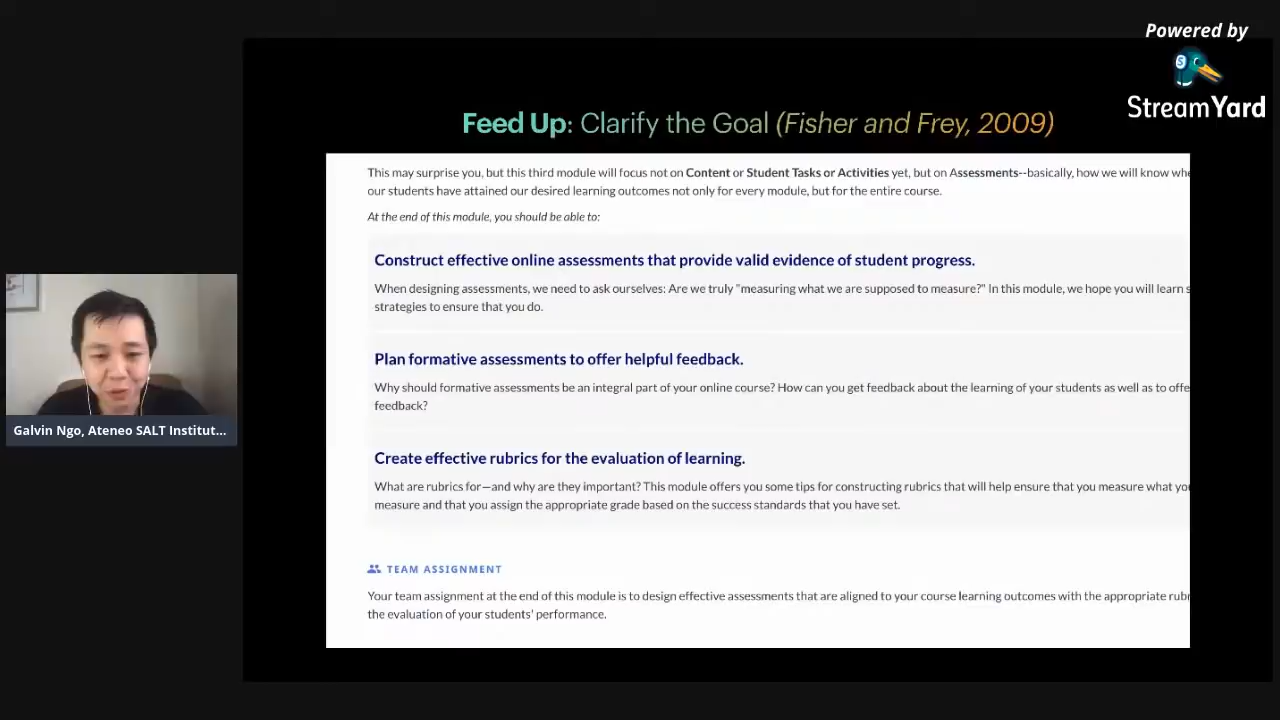 Powered by
StreamYard
Feed Up: Clarify the Goal (Fisher and Frey, 2009)
This may surprise you, but this third module will focus not on Content or Student Tasks or Activities yet, but on Assessments--basically, how we will know
our students have attained our desired learning outcomes not only for every module, but for the entire course.
At the end of this module, you should be able to:
Construct effective online assessments that provide valid evidence of student progress.
When designing assessments, we need to ask ourselves: Are we truly "measuring what we are supposed to measure?" In this module, we hope you will learn
strategies to ensure that you do.
Plan formative assessments to offer helpful feedback.
Why should formative assessments be an integral part of your online course? How can you get feedback about the learning of your students as well as to
feedback?
Create effective rubrics for the evaluation of learning.
What are rubrics for—and why are they important? This module offers you some tips for constructing rubrics that will help ensure that you measure what
measure and that you assign the appropriate grade based on the success standards that you have set.
TEAM ASSIGNMENT
Your team assignment at the end of this module is to design effective assessments that are aligned to your course learning outcomes with the appropriate
the evaluation of your students' performance.
Galvin Ngo, Ateneo SALT Institut...